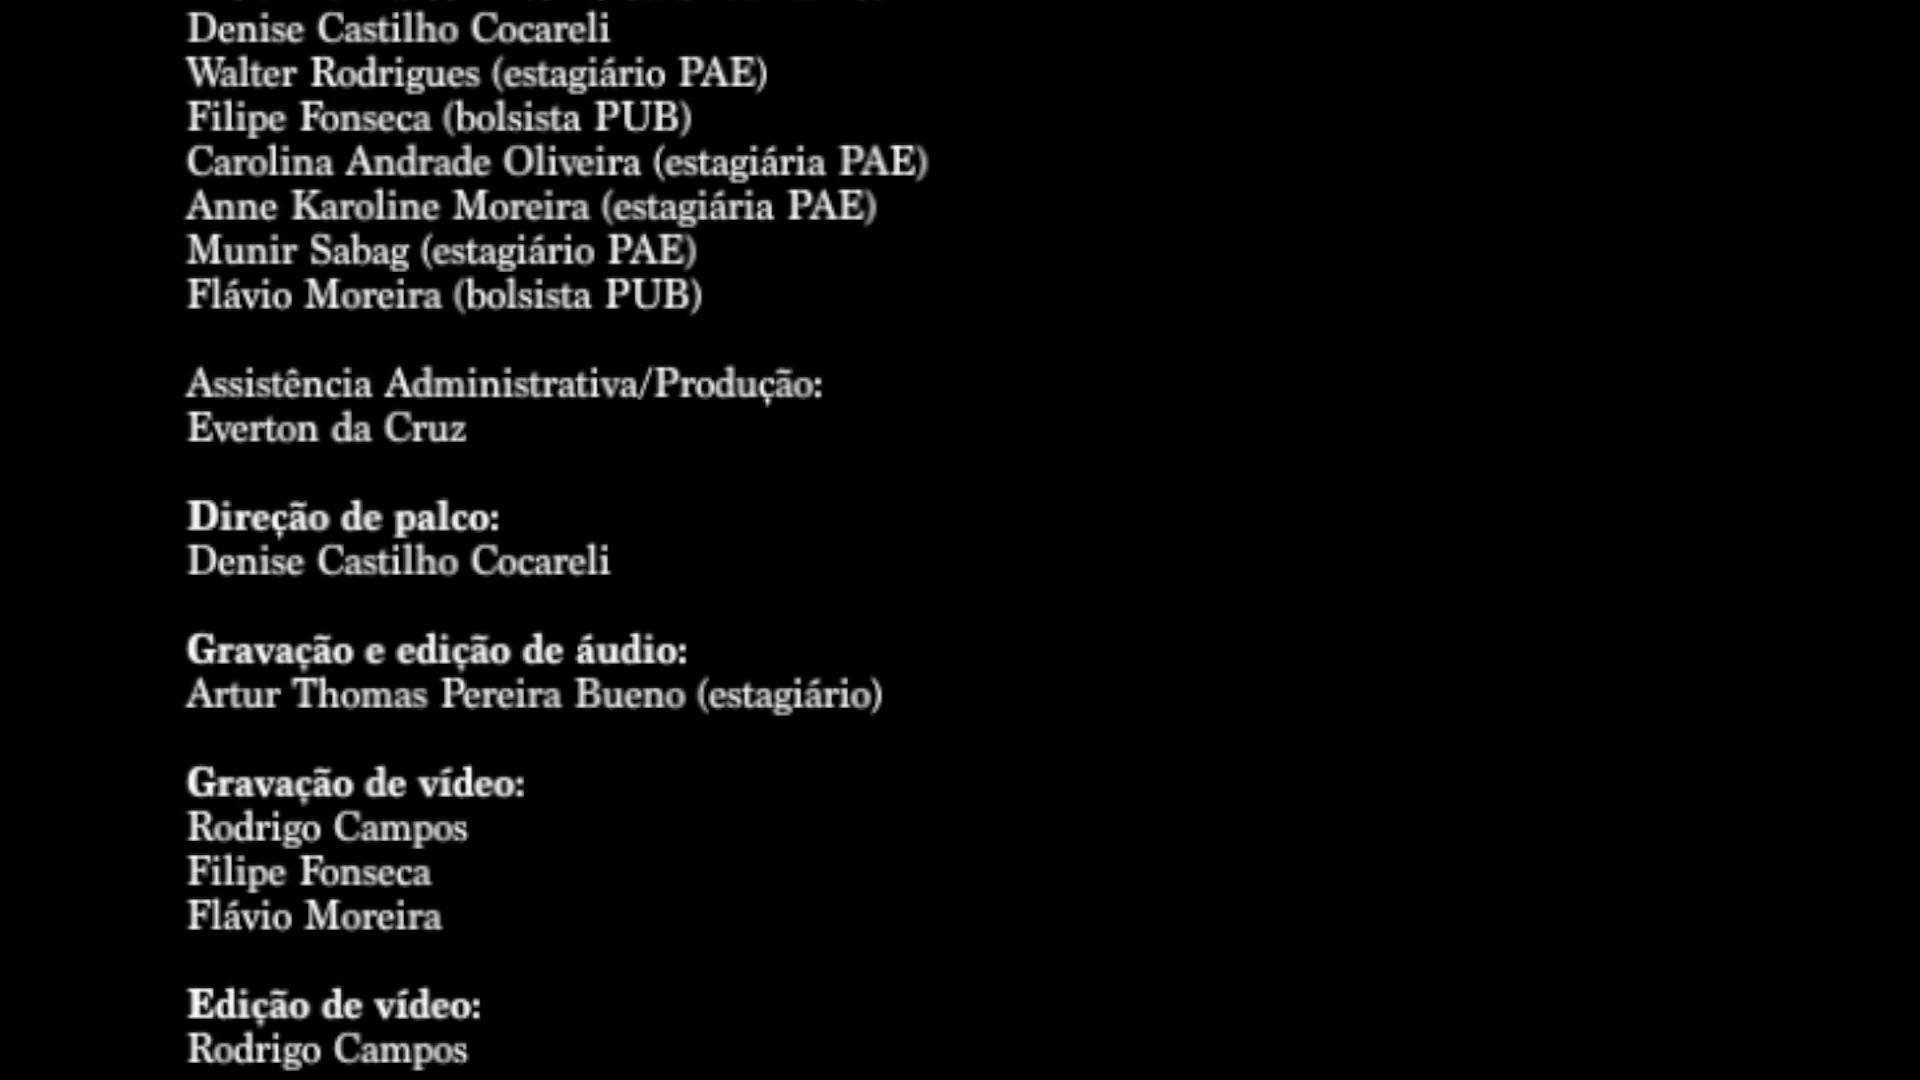 Denise Castilho Cocareli
Walter Rodrigues (estagiário PAE)
Filipe Fonseca (bolsista PUB)
Carolina Andrade Oliveira (estagiária PAE)
Anne Karoline Moreira (estagiária PAE)
Munir Sabag (estagiário PAE)
Flávio Moreira (bolsista PUB)
Assistência Administrativa/Produção:
Everton da Cruz
Direção de palco:
Denise Castilho Cocareli
Gravação e edição de áudio:
Artur Thomas Pereira Bueno (estagiário)
Gravação de vídeo:
Rodrigo Campos
Filipe Fonseca
Flávio Moreira
Edição de vídeo:
Rodrigo Campos